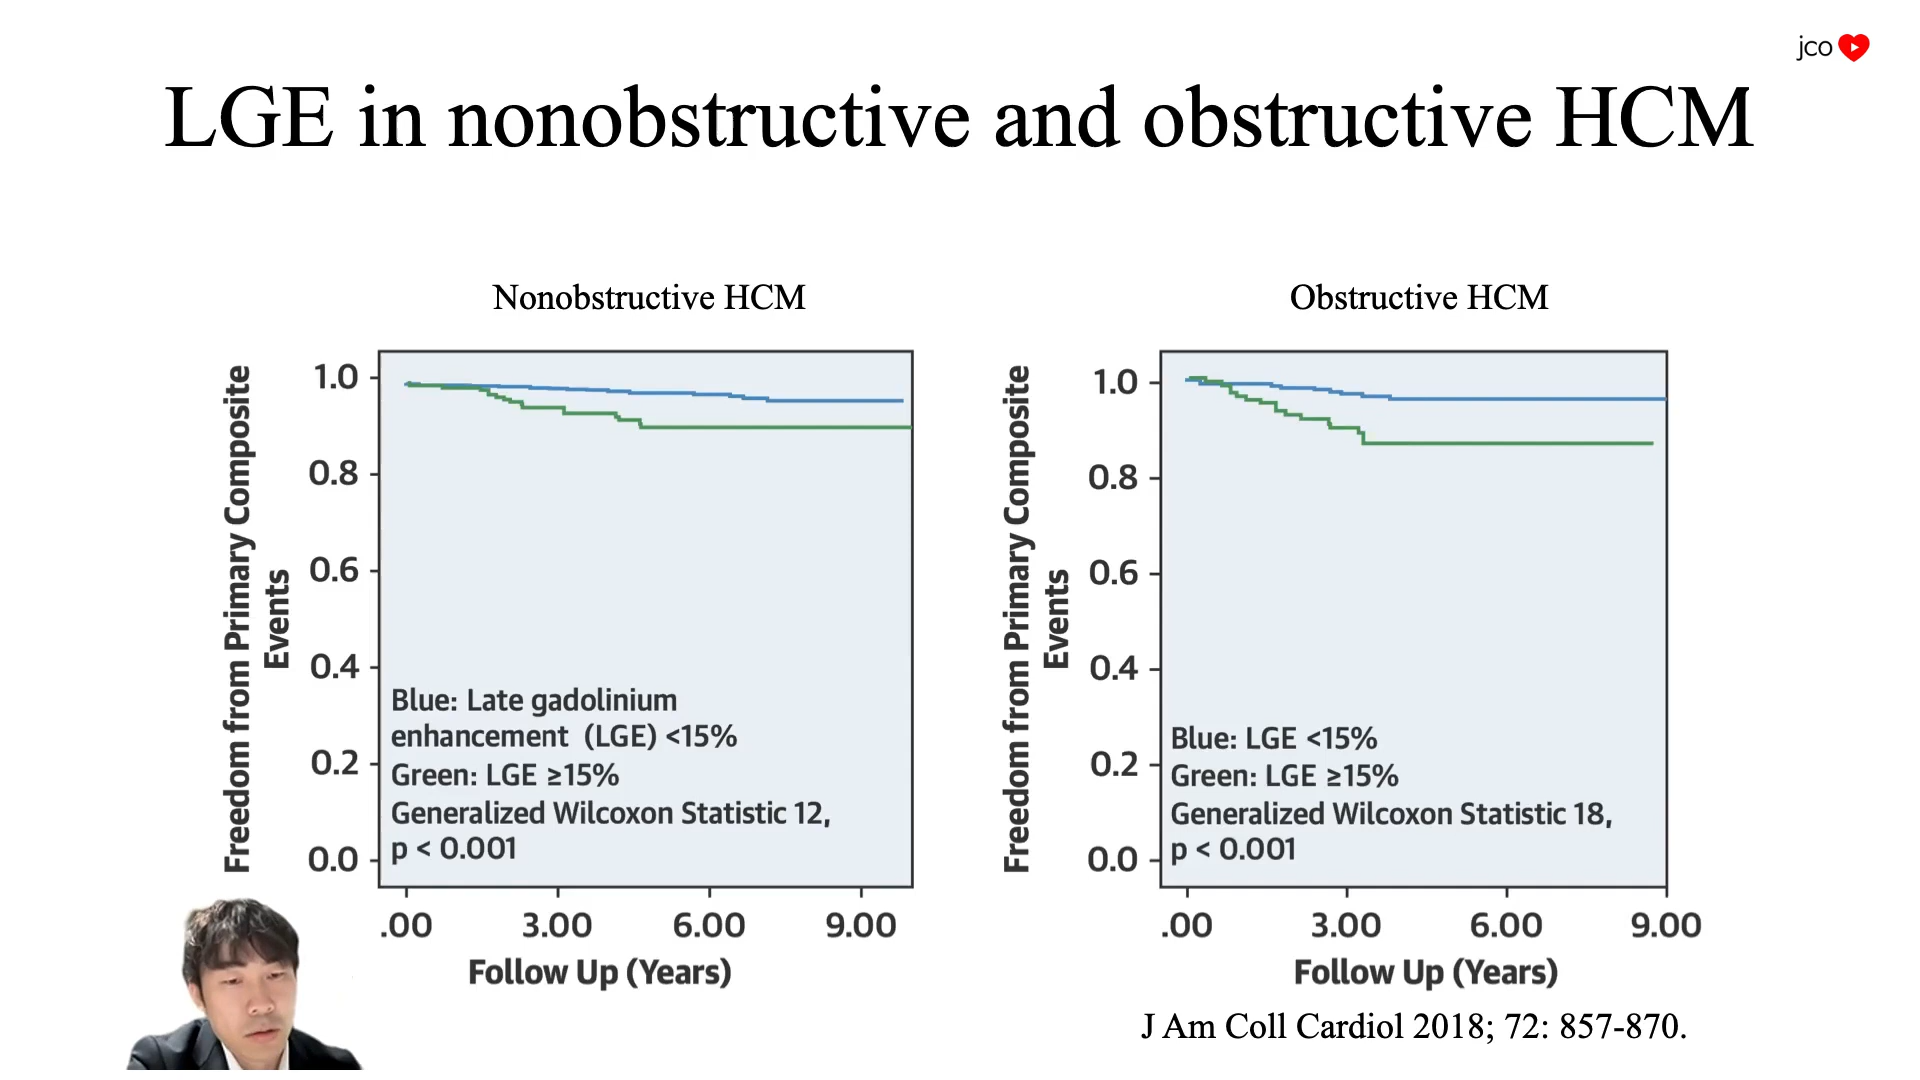 jco
LGE in nonobstructive and obstructive HCM
Nonobstructive HCM
Freedom from Primary Composite
Events
1.0
0.8
0.6
0.4
0.2
0.0
Blue: Late gadolinium
enhancement (LGE) <15%
Green: LGE ≥15%
Generalized Wilcoxon Statistic 12,
p < 0.001
.00 3.00 6.00 9.00
Follow Up (Years)
Obstructive HCM
Freedom from Primary Composite
Events
1.0
0.8
0.6
0.4
0.2
0.0
Blue: LGE <15%
Green: LGE ≥15%
Generalized Wilcoxon Statistic 18,
p < 0.001
.00 3.00 6.00 9.00
Follow Up (Years)
J Am Coll Cardiol 2018; 72: 857-870.